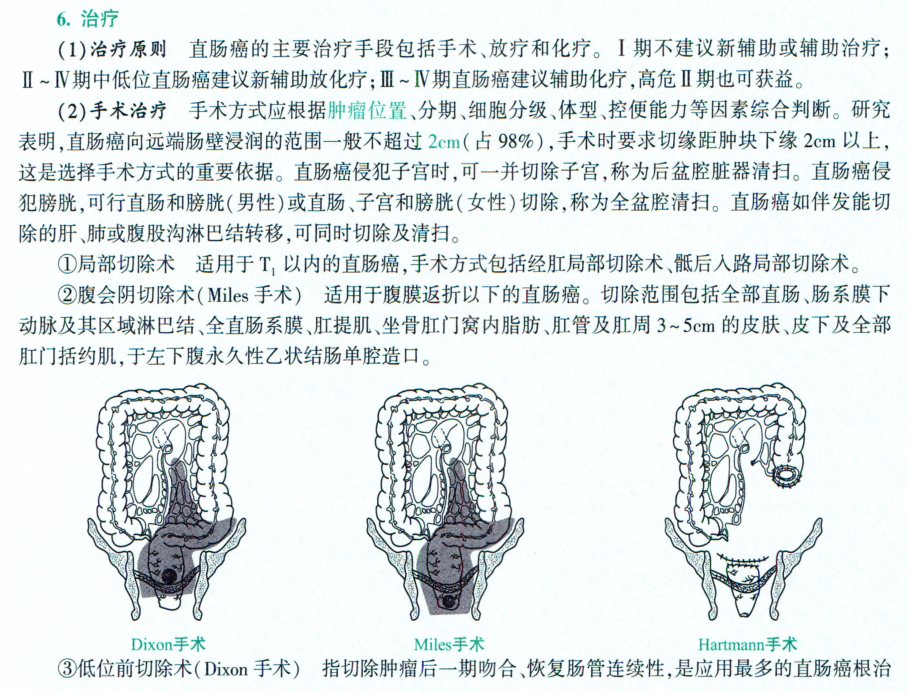 6. 治疗
(1)治疗原则　直肠癌的主要治疗手段包括手术、放疗和化疗。Ⅰ期不建议新辅助或辅助治疗；
Ⅱ~Ⅳ期中低位直肠癌建议新辅助放化疗；Ⅲ~Ⅳ期直肠癌建议辅助化疗，高危Ⅱ期也可获益。
(2)手术治疗　手术方式应根据肿瘤位置、分期、细胞分级、体型、控便能力等因素综合判断。研究
表明，直肠癌向远端肠壁浸润的范围一般不超过 2cm(占 98%)，手术时要求切缘距肿块下缘 2cm 以上，
这是选择手术方式的重要依据。直肠癌侵犯子宫时，可一并切除子宫，称为后盆腔脏器清扫。直肠癌侵
犯膀胱，可行直肠和膀胱(男性)或直肠、子宫和膀胱(女性)切除，称为全盆腔清扫。直肠癌如伴发能切
除的肝、肺或腹股沟淋巴结转移，可同时切除及清扫。
①局部切除术　适用于 T₁ 以内的直肠癌，手术方式包括经肛局部切除术、骶后入路局部切除术。
②腹会阴切除术(Miles 手术)　适用于腹膜返折以下的直肠癌。切除范围包括全部直肠、肠系膜下
动脉及其区域淋巴结、全直肠系膜、肛提肌、坐骨肛门窝内脂肪、肛管及肛周 3~5cm 的皮肤、皮下及全部
肛门括约肌，于左下腹永久性乙状结肠单腔造口。
Dixon手术
Miles手术
Hartmann手术
③低位前切除术(Dixon 手术)　指切除肿瘤后一期吻合、恢复肠管连续性，是应用最多的直肠癌根治